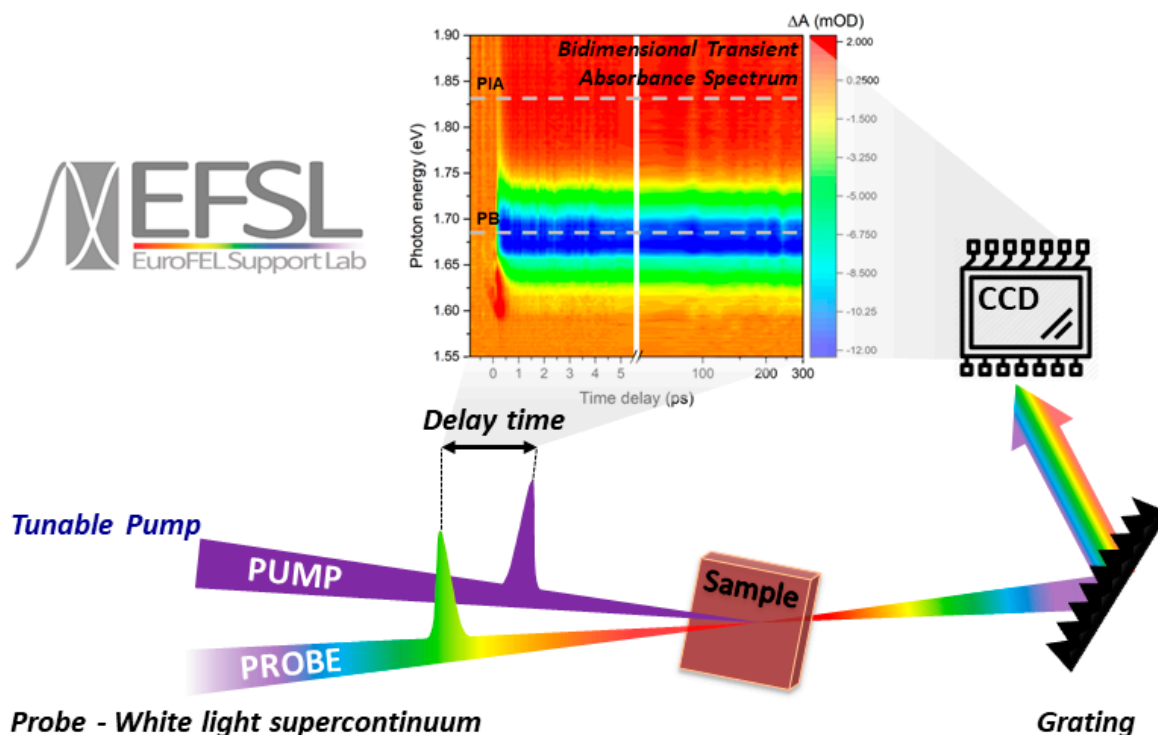 ΔA (mOD)
Bidimensional Transient
Absorbance Spectrum
PIA
PB
1.90
1.85
1.80
1.75
1.70
1.65
1.60
1.55
Photon energy (eV)
0 1 2 3 4 5 100 200 300
Time delay (ps)
2.000
0.2500
-1.500
-3.250
-5.000
-6.750
-8.500
-10.25
-12.00
EFSL
EuroFEL Support Lab
CCD
Delay time
Tunable Pump
PUMP
Sample
PROBE
Probe - White light supercontinuum
Grating